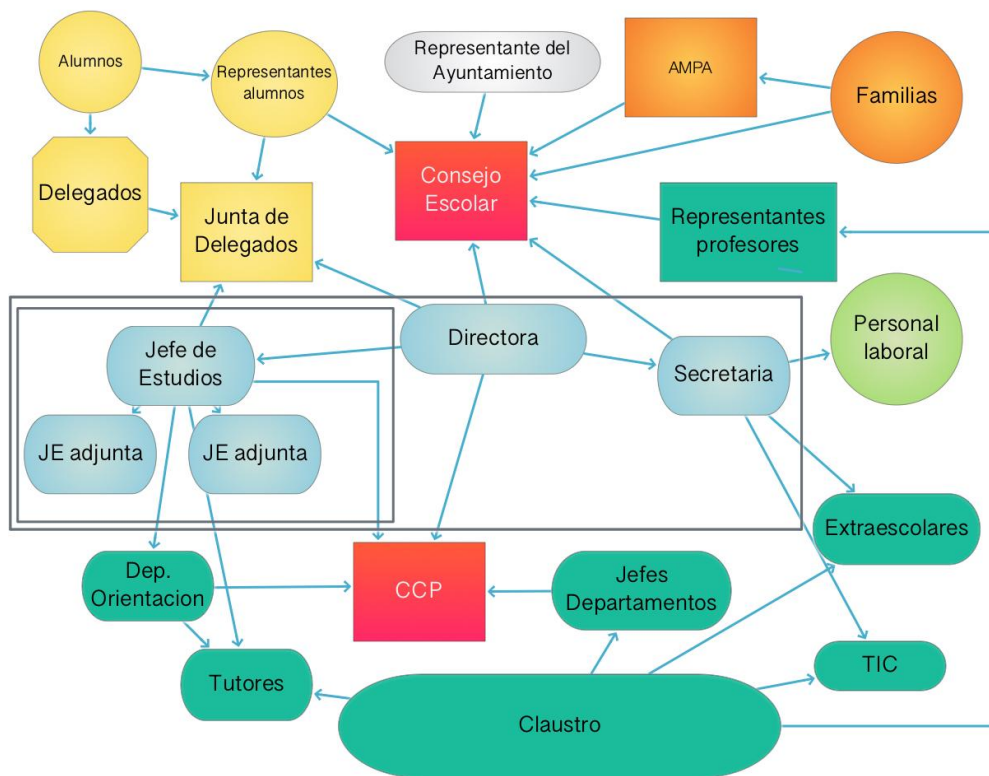 Alumnos
Representantes
alumnos
Representante del
Ayuntamiento
AMPA
Familias
Delegados
Junta de
Delegados
Consejo
Escolar
Representantes
profesores
Jefe de
Estudios
Directora
Secretaria
Personal
laboral
JE adjunta
JE adjunta
Extraescolares
Dep.
Orientacion
CCP
Jefes
Departamentos
Tutores
TIC
Claustro